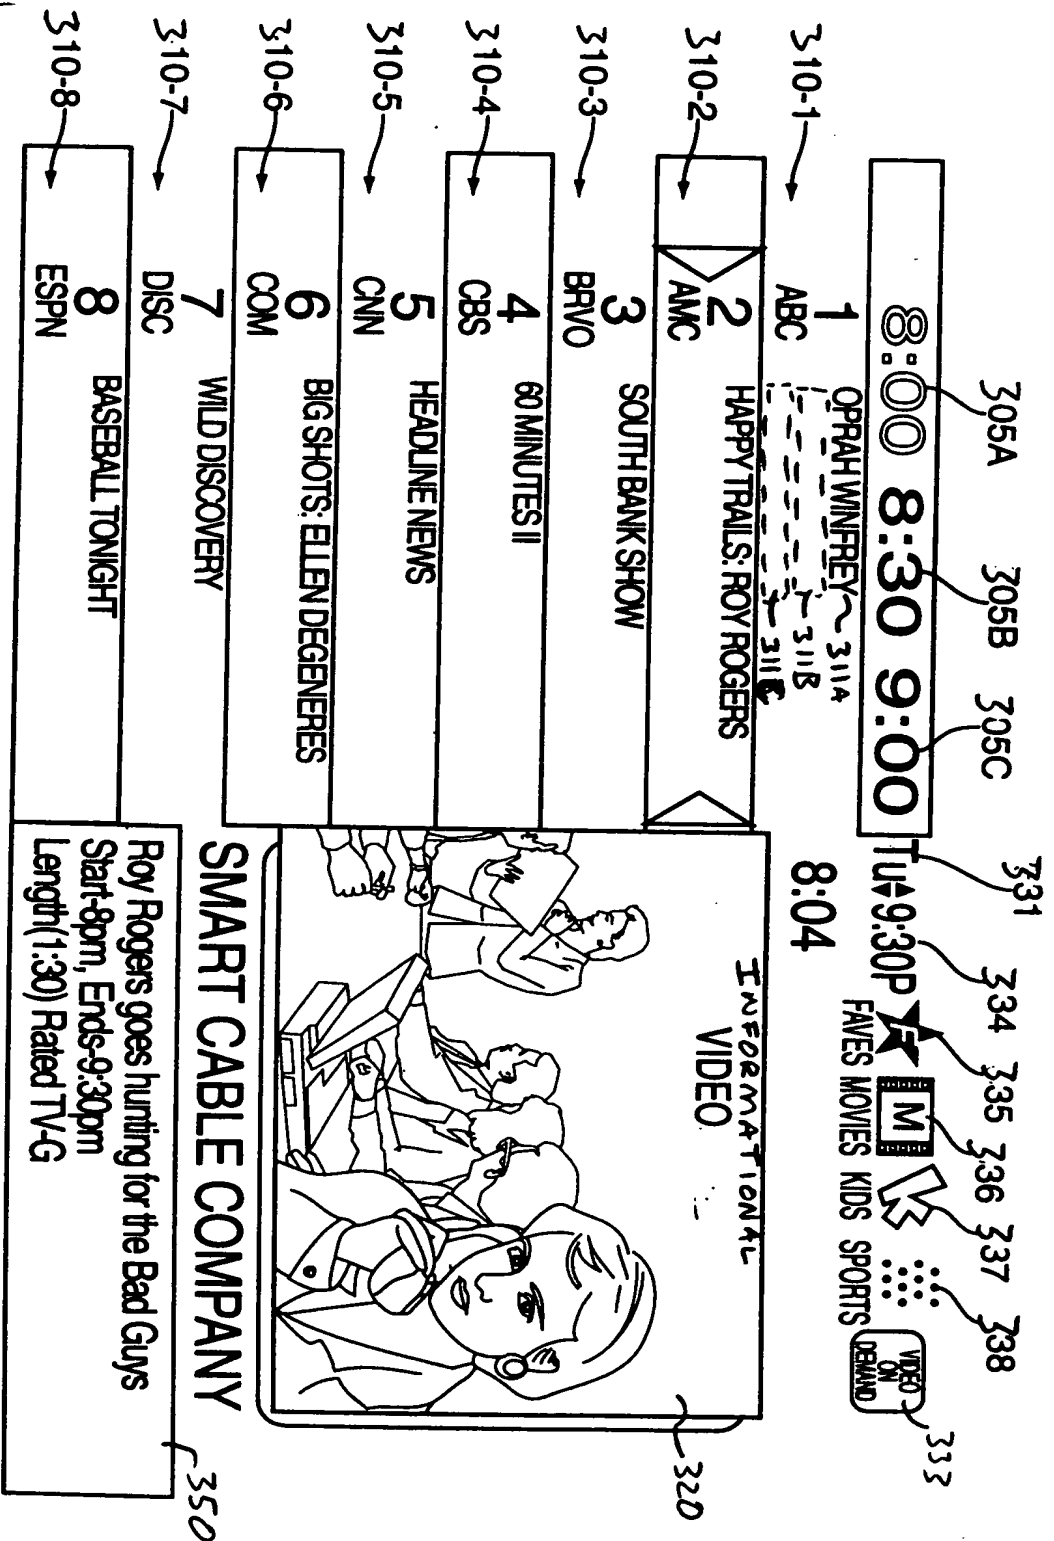 305A 305B 305C 331 334 335 336 337 338 333
8:00 8:30 9:00 Tu 9:30P F M K VIDEO ON DEMAND
FAVES MOVIES KIDS SPORTS
8:04
310-1
1 OPRAH WINFREY 311A
ABC
311B
310-2
2 HAPPY TRAILS: ROY ROGERS
AMC
310-3
3 SOUTH BANK SHOW
BRVO
310-4
4 60 MINUTES II
CBS
310-5
5 HEADLINE NEWS
CNN
310-6
6 BIG SHOTS: ELLEN DEGENERES
COM
310-7
7 WILD DISCOVERY
DISC
310-8
8 BASEBALL TONIGHT
ESPN
INFORMATIONAL
VIDEO
320
SMART CABLE COMPANY
Roy Rogers goes hunting for the Bad Guys
Start-8pm, Ends-9:30pm
Length(1:30) Rated TV-G
350